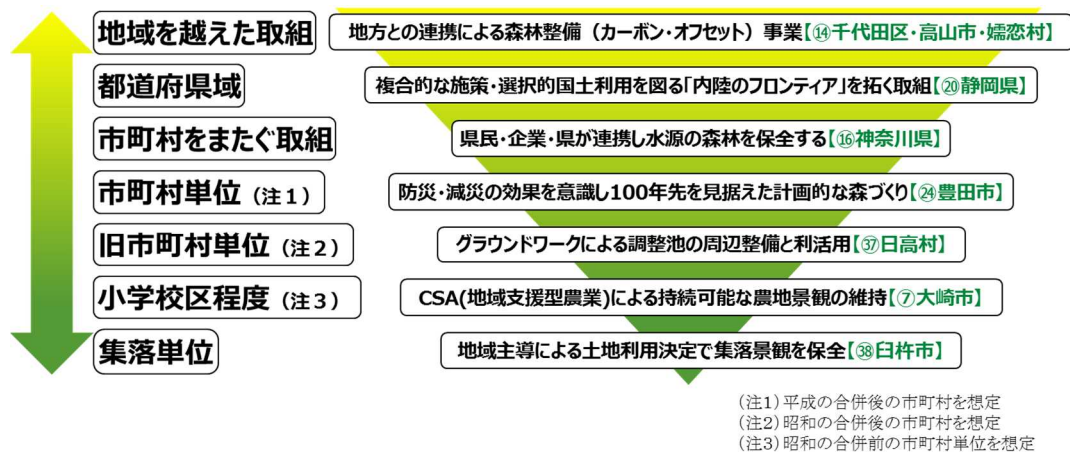 地域を越えた取組 地方との連携による森林整備（カーボン・オフセット）事業【⑭千代田区・高山市・嬬恋村】
都道府県域 複合的な施策・選択的国土利用を図る「内陸のフロンティア」を拓く取組【⑳静岡県】
市町村をまたぐ取組 県民・企業・県が連携し水源の森林を保全する【⑯神奈川県】
市町村単位（注１） 防災・減災の効果を意識し100年先を見据えた計画的な森づくり【㉔豊田市】
旧市町村単位（注２） グラウンドワークによる調整池の周辺整備と利活用【㊲日高村】
小学校区程度（注３） CSA(地域支援型農業)による持続可能な農地景観の維持【⑦大崎市】
集落単位 地域主導による土地利用決定で集落景観を保全【㊳臼杵市】
（注1）平成の合併後の市町村を想定
（注2）昭和の合併後の市町村を想定
（注3）昭和の合併前の市町村単位を想定